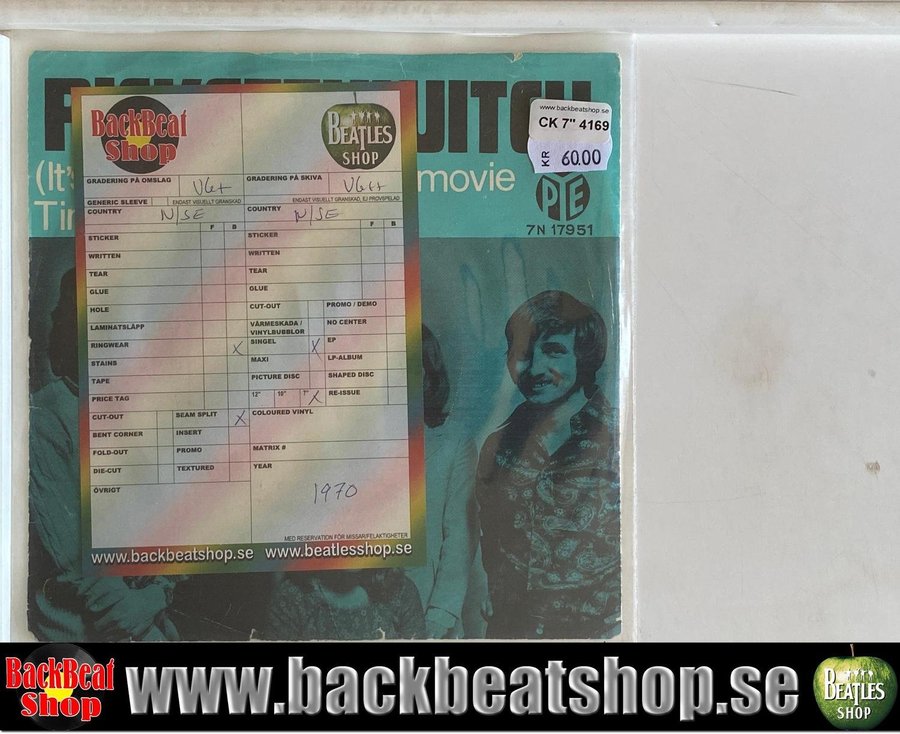 www.backbeatshop.se
CK 7" 4169
KR 60.00
(It's
movie
PYE
7N 17951
BackBeat
Shop
BEATLES
SHOP
GRADERING PÅ OMSLAG VG+
GRADERING PÅ SKIVA VG++
GENERIC SLEEVE ENDAST VISUELLT GRANSKAD
ENDAST VISUELLT GRANSKAD, EJ PROVSPELAD
COUNTRY N/SE
COUNTRY N/SE
F B
F B
STICKER
STICKER
WRITTEN
WRITTEN
TEAR
TEAR
GLUE
GLUE
HOLE
CUT-OUT
PROMO / DEMO
LAMINATSLÄPP
VÄRMESKADA /
VINYLBUBBLOR
NO CENTER
RINGWEAR X
SINGEL X
EP
STAINS
MAXI
LP-ALBUM
TAPE
PICTURE DISC
SHAPED DISC
PRICE TAG
12" 10" 7" X
RE-ISSUE
CUT-OUT
BEAM SPLIT X
COLOURED VINYL
BENT CORNER
INSERT
FOLD-OUT
PROMO
MATRIX #
DIE-CUT
TEXTURED
YEAR
ÖVRIGT
1970
MED RESERVATION FÖR MISSAR/FELAKTIGHETER
www.backbeatshop.se www.beatlesshop.se
BackBeat
Shop
www.backbeatshop.se
BEATLES
SHOP